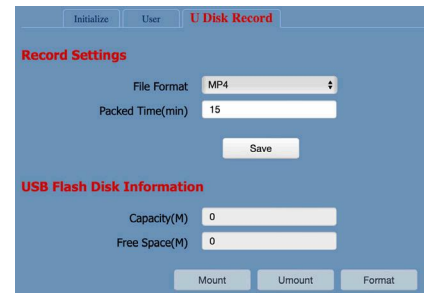 Initialize User U Disk Record
Record Settings
File Format MP4
Packed Time(min) 15
Save
USB Flash Disk Information
Capacity(M) 0
Free Space(M) 0
Mount Umount Format